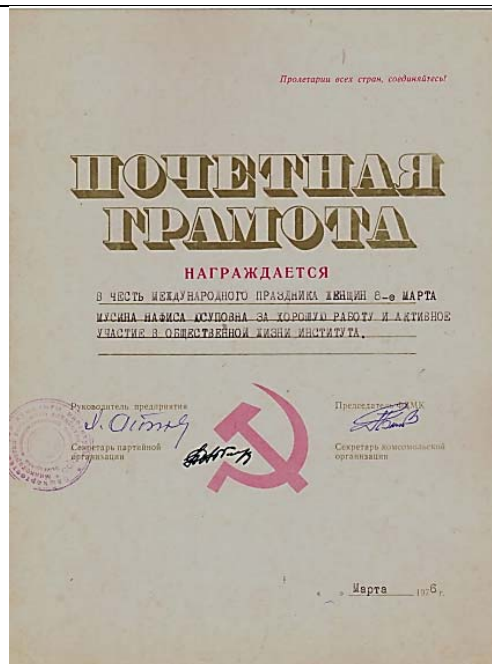 Пролетарии всех стран, соединяйтесь!
ПОЧЕТНАЯ
ГРАМОТА
НАГРАЖДАЕТСЯ
В ЧЕСТЬ МЕЖДУНАРОДНОГО ПРАЗДНИКА ЖЕНЩИН 8-е МАРТА
МУСИНА НАФИСА ЮСУПОВНА ЗА ХОРОШУЮ РАБОТУ И АКТИВНОЕ
УЧАСТИЕ В ОБЩЕСТВЕННОЙ ЖИЗНИ ИНСТИТУТА.
Руководитель предприятия
Председатель ФЗМК
Секретарь партийной
организации
Секретарь комсомольской
организации
" " Марта 1976 г.